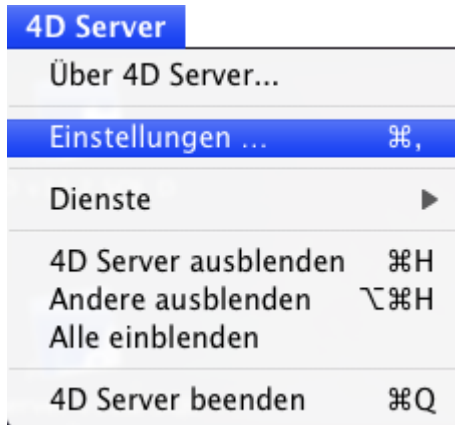 4D Server
Über 4D Server...
Einstellungen ... ⌘,
Dienste ▶
4D Server ausblenden ⌘H
Andere ausblenden ⌥⌘H
Alle einblenden
4D Server beenden ⌘Q